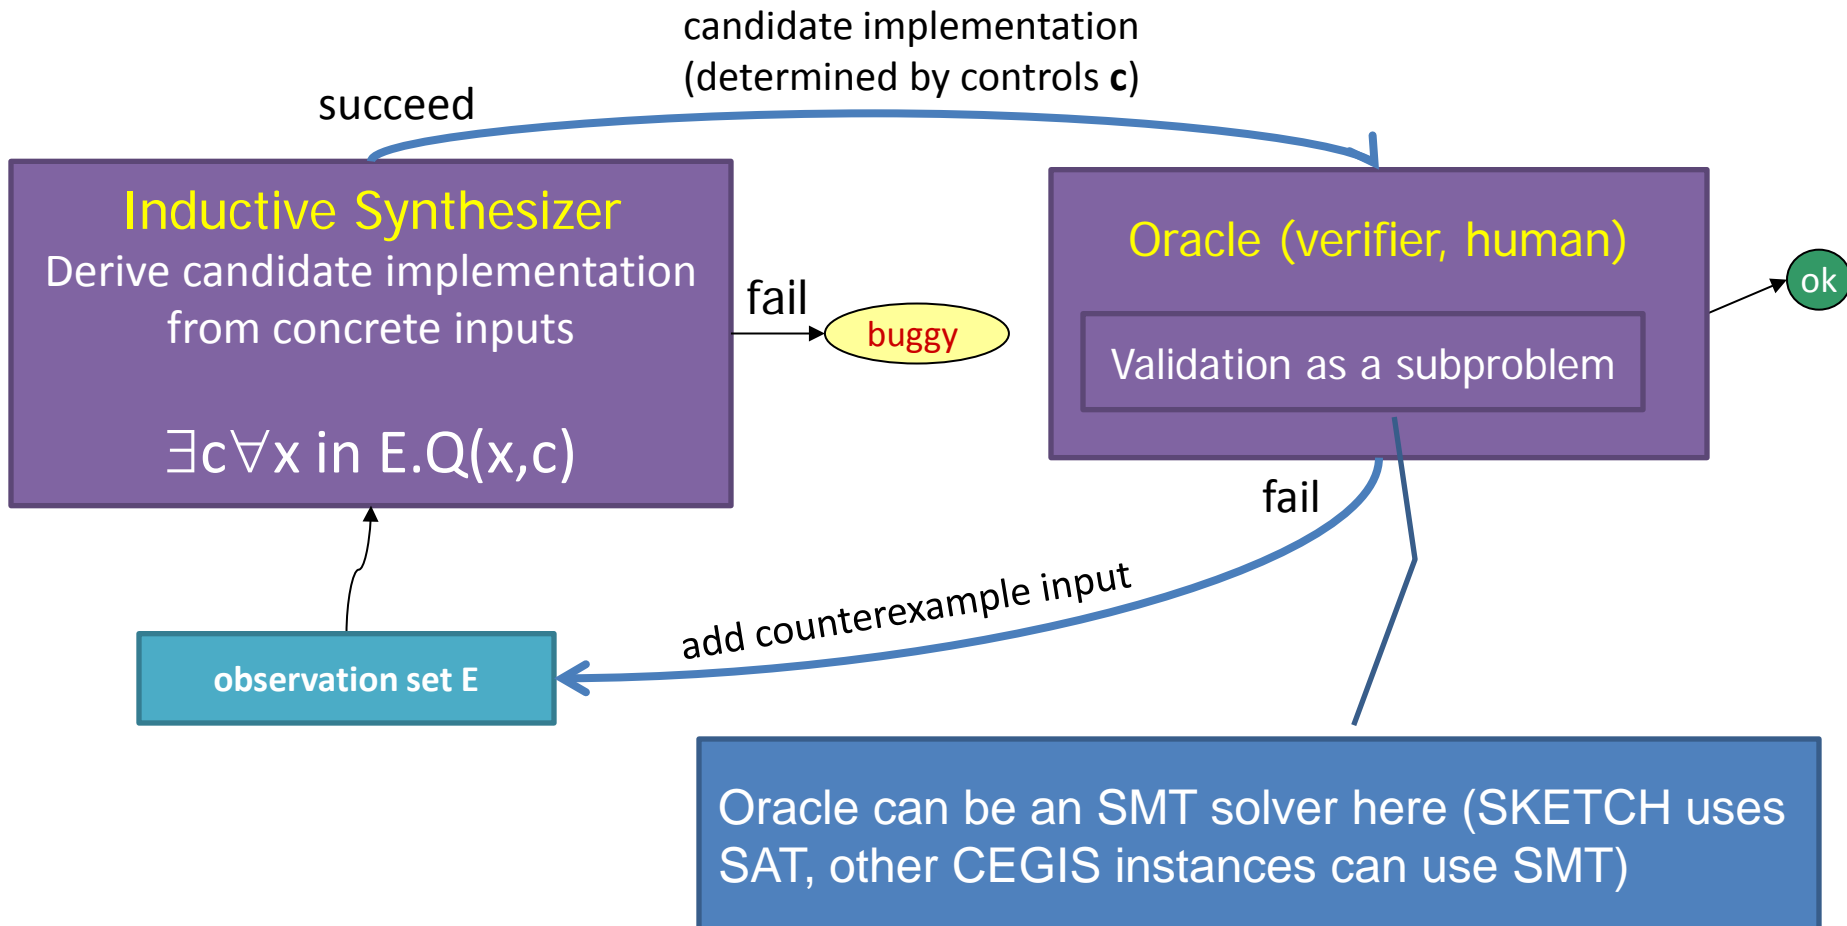 candidate implementation
(determined by controls c)
succeed
Inductive Synthesizer
Derive candidate implementation
from concrete inputs
∃c∀x in E.Q(x,c)
fail
buggy
Oracle (verifier, human)
Validation as a subproblem
ok
fail
add counterexample input
observation set E
Oracle can be an SMT solver here (SKETCH uses
SAT, other CEGIS instances can use SMT)